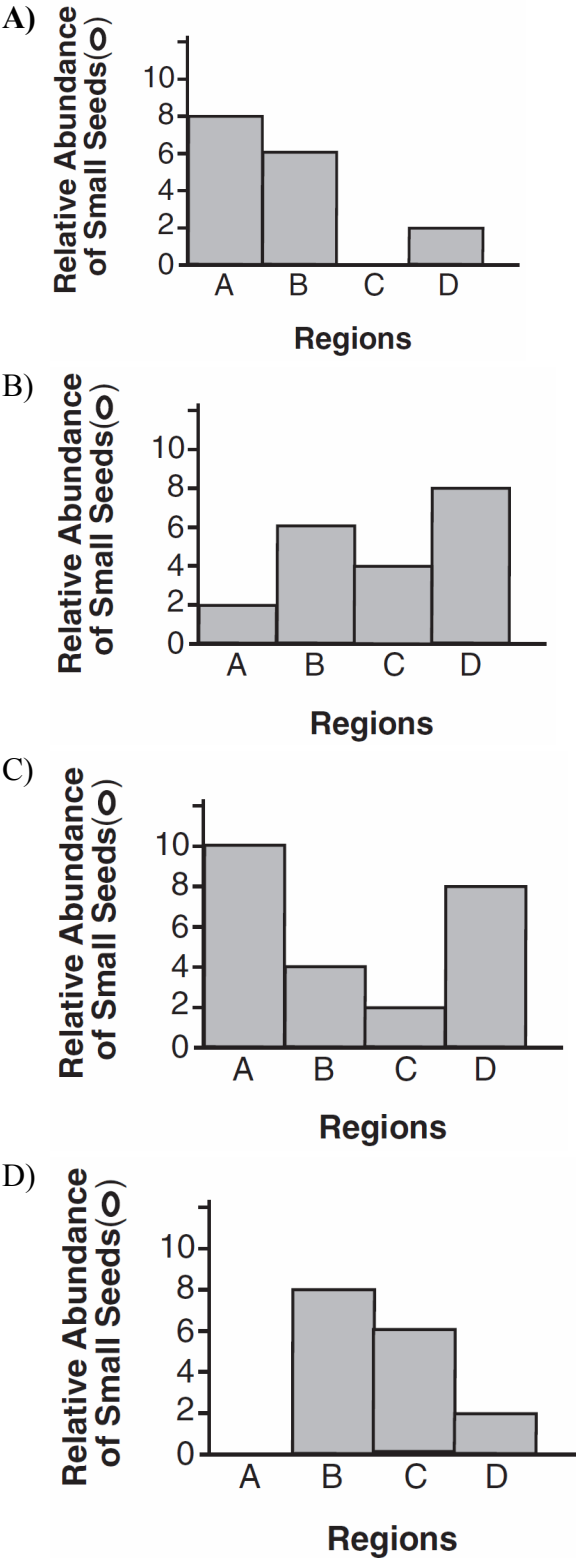 A)
Relative Abundance
of Small Seeds(O)
10
8
6
4
2
0
A B C D
Regions
B)
Relative Abundance
of Small Seeds(O)
10
8
6
4
2
0
A B C D
Regions
C)
Relative Abundance
of Small Seeds(O)
10
8
6
4
2
0
A B C D
Regions
D)
Relative Abundance
of Small Seeds(O)
10
8
6
4
2
0
A B C D
Regions